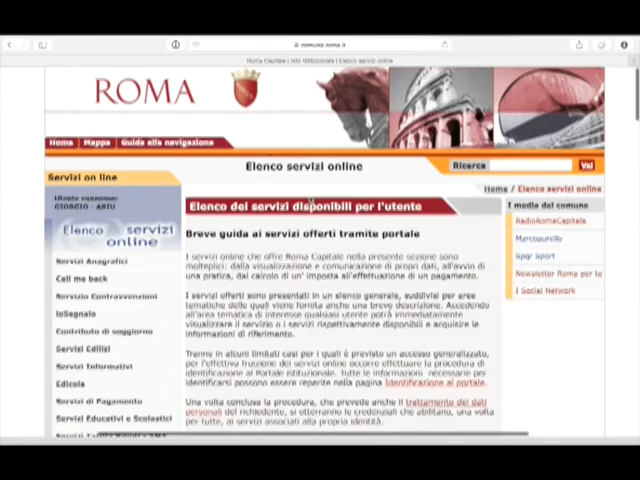 comune.roma.it
Roma Capitale | Sito Istituzionale | Elenco servizi online
ROMA
Home Mappa Guida alla navigazione
Elenco servizi online
Ricerca
Vai
Servizi on line
Home / Elenco servizi online
Utente connesso:
GIORGIO -
Elenco servizi
online
Servizi Anagrafici
Call me back
Servizio Contravvenzioni
IoSegnalo
Contributo di soggiorno
Servizi Edilizi
Servizi Informativi
Edicola
Servizi di Pagamento
Servizi Educativi e Scolastici
Elenco dei servizi disponibili per l'utente
Breve guida ai servizi offerti tramite portale
I servizi online che offre Roma Capitale nella presente sezione sono
molteplici: dalla visualizzazione e comunicazione di propri dati, all'avvio di
una pratica, dal calcolo di un' imposta all'effettuazione di un pagamento.
I servizi offerti sono presentati in un elenco generale, suddivisi per aree
tematiche delle quali viene fornita anche una breve descrizione. Accedendo
all'area tematica di interesse qualsiasi utente potrà immediatamente
visualizzare il servizio o i servizi rispettivamente disponibili e acquisire le
informazioni di riferimento.
Tranne in alcuni limitati casi per i quali è previsto un accesso generalizzato,
per l'effettiva fruizione dei servizi online occorre effettuare la procedura di
identificazione al Portale istituzionale. Tutte le informazioni necessarie per
identificarsi possono essere reperite nella pagina Identificazione al portale.
Una volta conclusa la procedura, che prevede anche il trattamento dei dati
personali del richiedente, si otterranno le credenziali che abilitano, una volta
per tutte, ai servizi associati alla propria identità.
I media del comune
RadioRomaCapitale
Marcoaurelio
Spqr Sport
Newsletter Roma per te
I Social Network